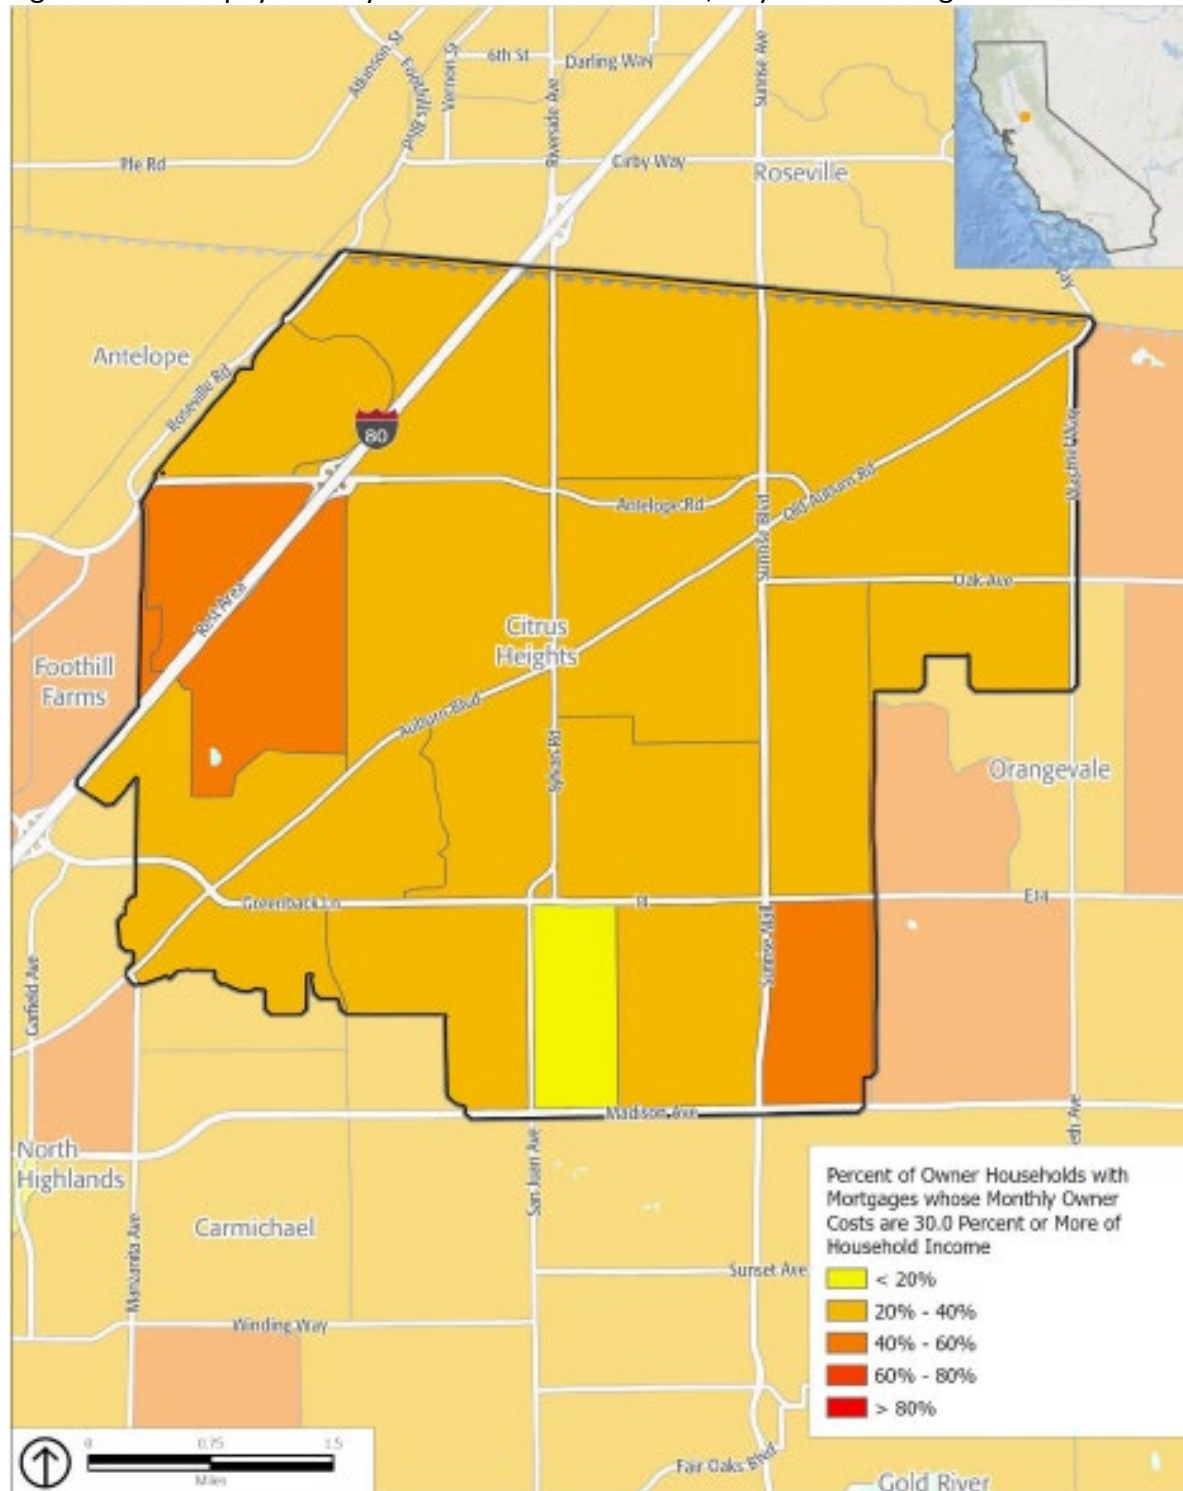 Atkinson St
Foothills Blvd
Vernon St
6th St
Darling Way
Riverside Ave
Sunrise Ave
Pfe Rd
Cirby Way
Roseville
Antelope
Roseville Rd
80
Antelope Rd
Old Auburn Rd
Sunrise Blvd
Oak Ave
Rest Area
Citrus
Heights
Foothill
Farms
Auburn Blvd
Sylvan Rd
Orangevale
Greenback Ln
E14
Garfield Ave
Madison Ave
North
Highlands
Carmichael
San Juan Ave
Manzanita Ave
Winding Way
Sunset Ave
Fair Oaks Blvd
Gold River
Percent of Owner Households with
Mortgages whose Monthly Owner
Costs are 30.0 Percent or More of
Household Income
< 20%
20% - 40%
40% - 60%
60% - 80%
> 80%
0 0.75 1.5
Miles